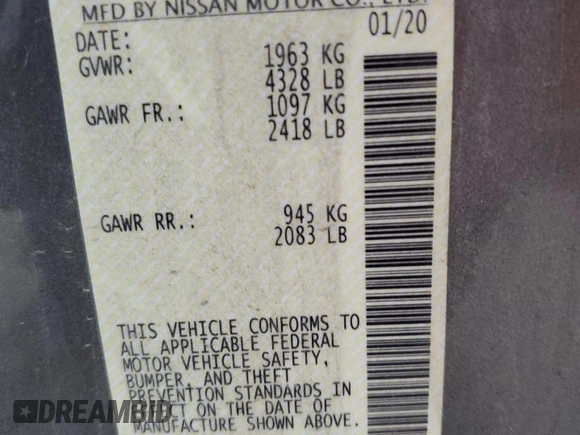 MFD BY NISSAN MOTOR CO., LTD.
DATE: 01/20
GVWR: 1963 KG
4328 LB
GAWR FR.: 1097 KG
2418 LB
GAWR RR.: 945 KG
2083 LB
THIS VEHICLE CONFORMS TO
ALL APPLICABLE FEDERAL
MOTOR VEHICLE SAFETY,
BUMPER, AND THEFT
PREVENTION STANDARDS IN
EFFECT ON THE DATE OF
MANUFACTURE SHOWN ABOVE.
DREAMBID